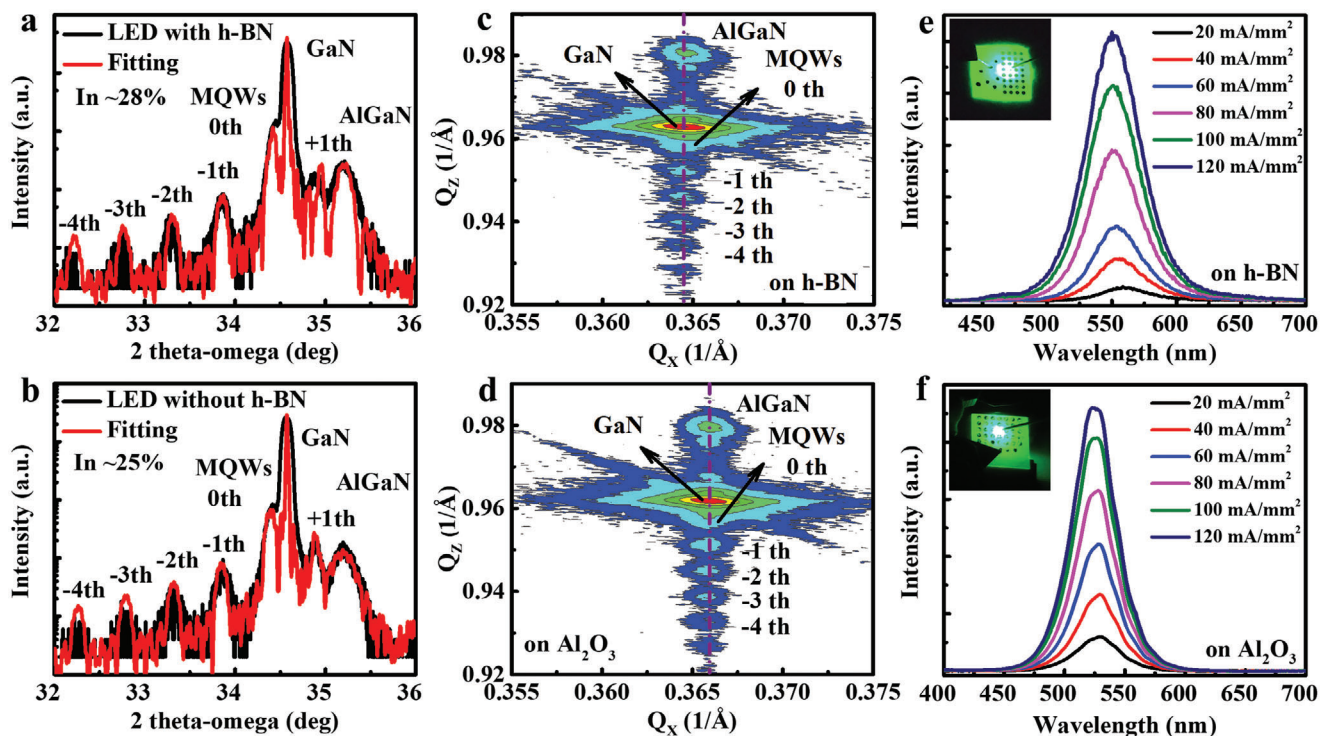 a
LED with h-BN
Fitting
In ~28%
GaN
MQWs
0th
AlGaN
+1th
-1th
-2th
-3th
-4th
Intensity (a.u.)
32 33 34 35 36
2 theta-omega (deg)
c
GaN
AlGaN
MQWs
0 th
-1 th
-2 th
-3 th
-4 th
on h-BN
0.98
0.96
0.94
0.92
Q_Z (1/Å)
0.355 0.360 0.365 0.370 0.375
Q_X (1/Å)
e
20 mA/mm²
40 mA/mm²
60 mA/mm²
80 mA/mm²
100 mA/mm²
120 mA/mm²
on h-BN
Intensity (a.u.)
450 500 550 600 650 700
Wavelength (nm)
b
LED without h-BN
Fitting
In ~25%
GaN
MQWs
0th
AlGaN
+1th
-1th
-2th
-3th
-4th
Intensity (a.u.)
32 33 34 35 36
2 theta-omega (deg)
d
GaN
AlGaN
MQWs
0 th
-1 th
-2 th
-3 th
-4 th
on Al₂O₃
0.98
0.96
0.94
0.92
Q_Z (1/Å)
0.355 0.360 0.365 0.370 0.375
Q_X (1/Å)
f
20 mA/mm²
40 mA/mm²
60 mA/mm²
80 mA/mm²
100 mA/mm²
120 mA/mm²
on Al₂O₃
Intensity (a.u.)
400 450 500 550 600 650 700
Wavelength (nm)